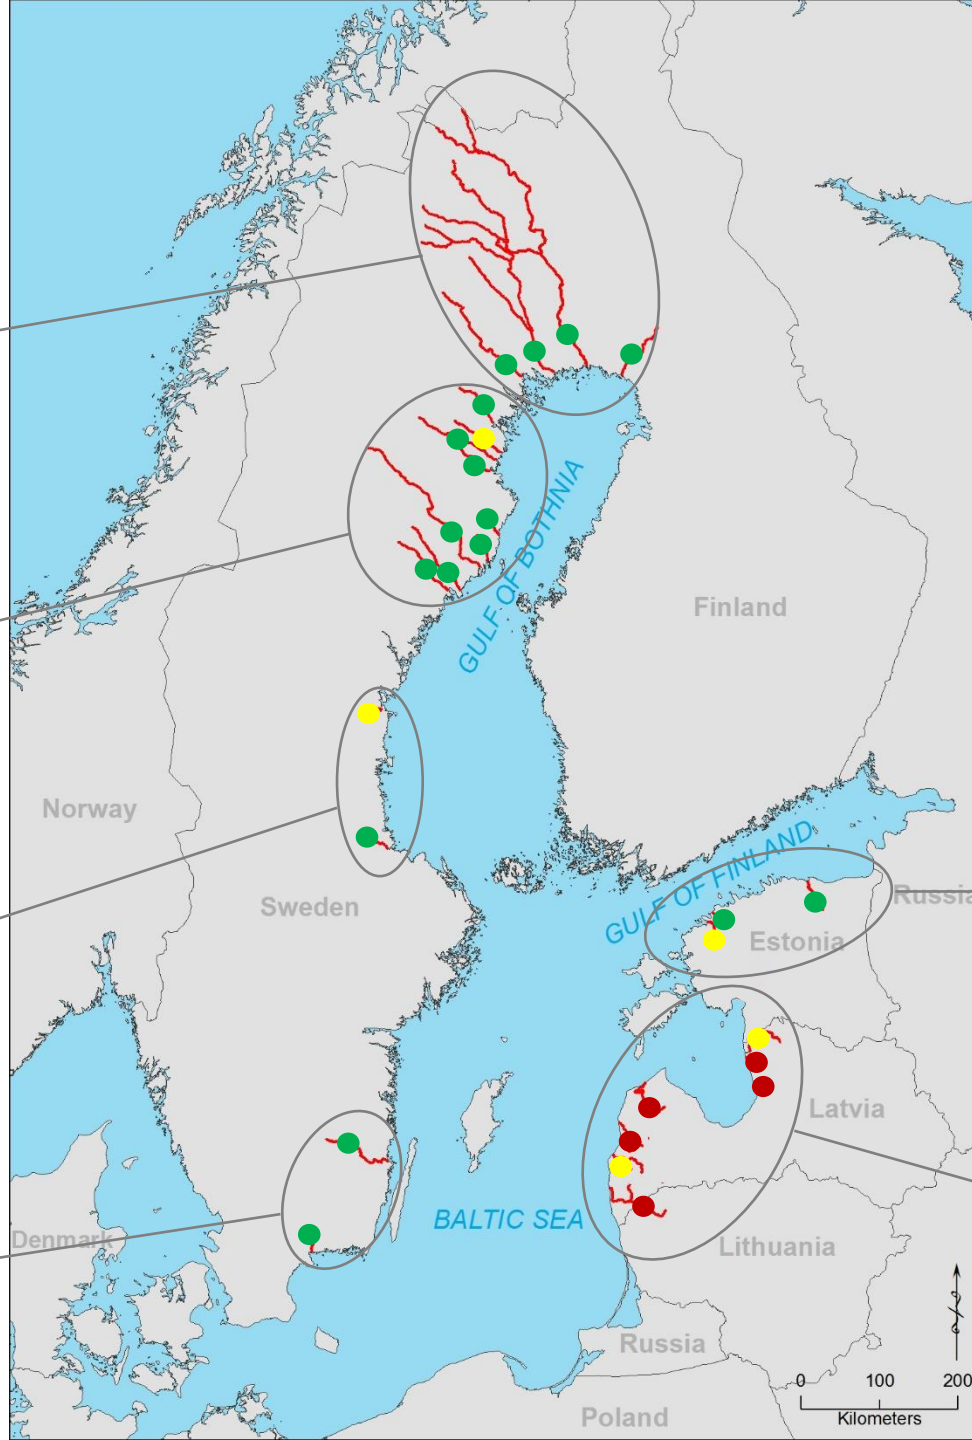 GULF OF BOTHNIA
Finland
Norway
GULF OF FINLAND
Sweden
Russia
Estonia
Latvia
BALTIC SEA
Denmark
Lithuania
Russia
0 100 200
Kilometers
Poland